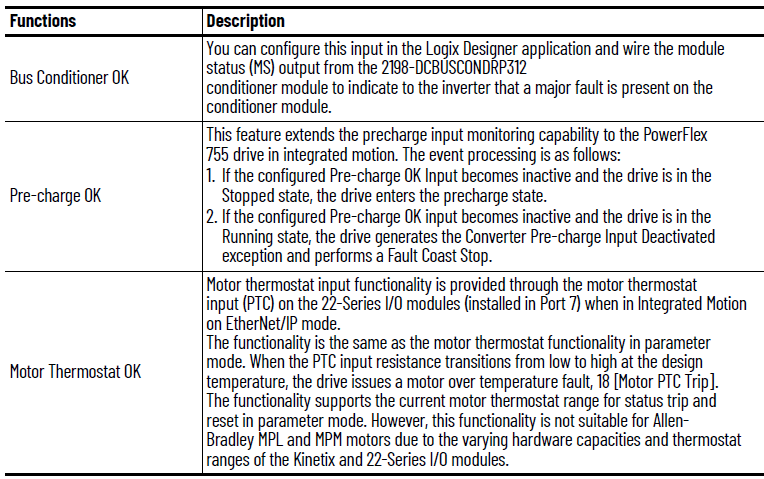 Functions
Description
Bus Conditioner OK
You can configure this input in the Logix Designer application and wire the module
status (MS) output from the 2198-DCBUSCONDRP312
conditioner module to indicate to the inverter that a major fault is present on the
conditioner module.
Pre-charge OK
This feature extends the precharge input monitoring capability to the PowerFlex
755 drive in integrated motion. The event processing is as follows:
1. If the configured Pre-charge OK Input becomes inactive and the drive is in the
Stopped state, the drive enters the precharge state.
2. If the configured Pre-charge OK input becomes inactive and the drive is in the
Running state, the drive generates the Converter Pre-charge Input Deactivated
exception and performs a Fault Coast Stop.
Motor Thermostat OK
Motor thermostat input functionality is provided through the motor thermostat
input (PTC) on the 22-Series I/O modules (installed in Port 7) when in Integrated Motion
on EtherNet/IP mode.
The functionality is the same as the motor thermostat functionality in parameter
mode. When the PTC input resistance transitions from low to high at the design
temperature, the drive issues a motor over temperature fault, 18 [Motor PTC Trip].
The functionality supports the current motor thermostat range for status trip and
reset in parameter mode. However, this functionality is not suitable for Allen-
Bradley MPL and MPM motors due to the varying hardware capacities and thermostat
ranges of the Kinetix and 22-Series I/O modules.